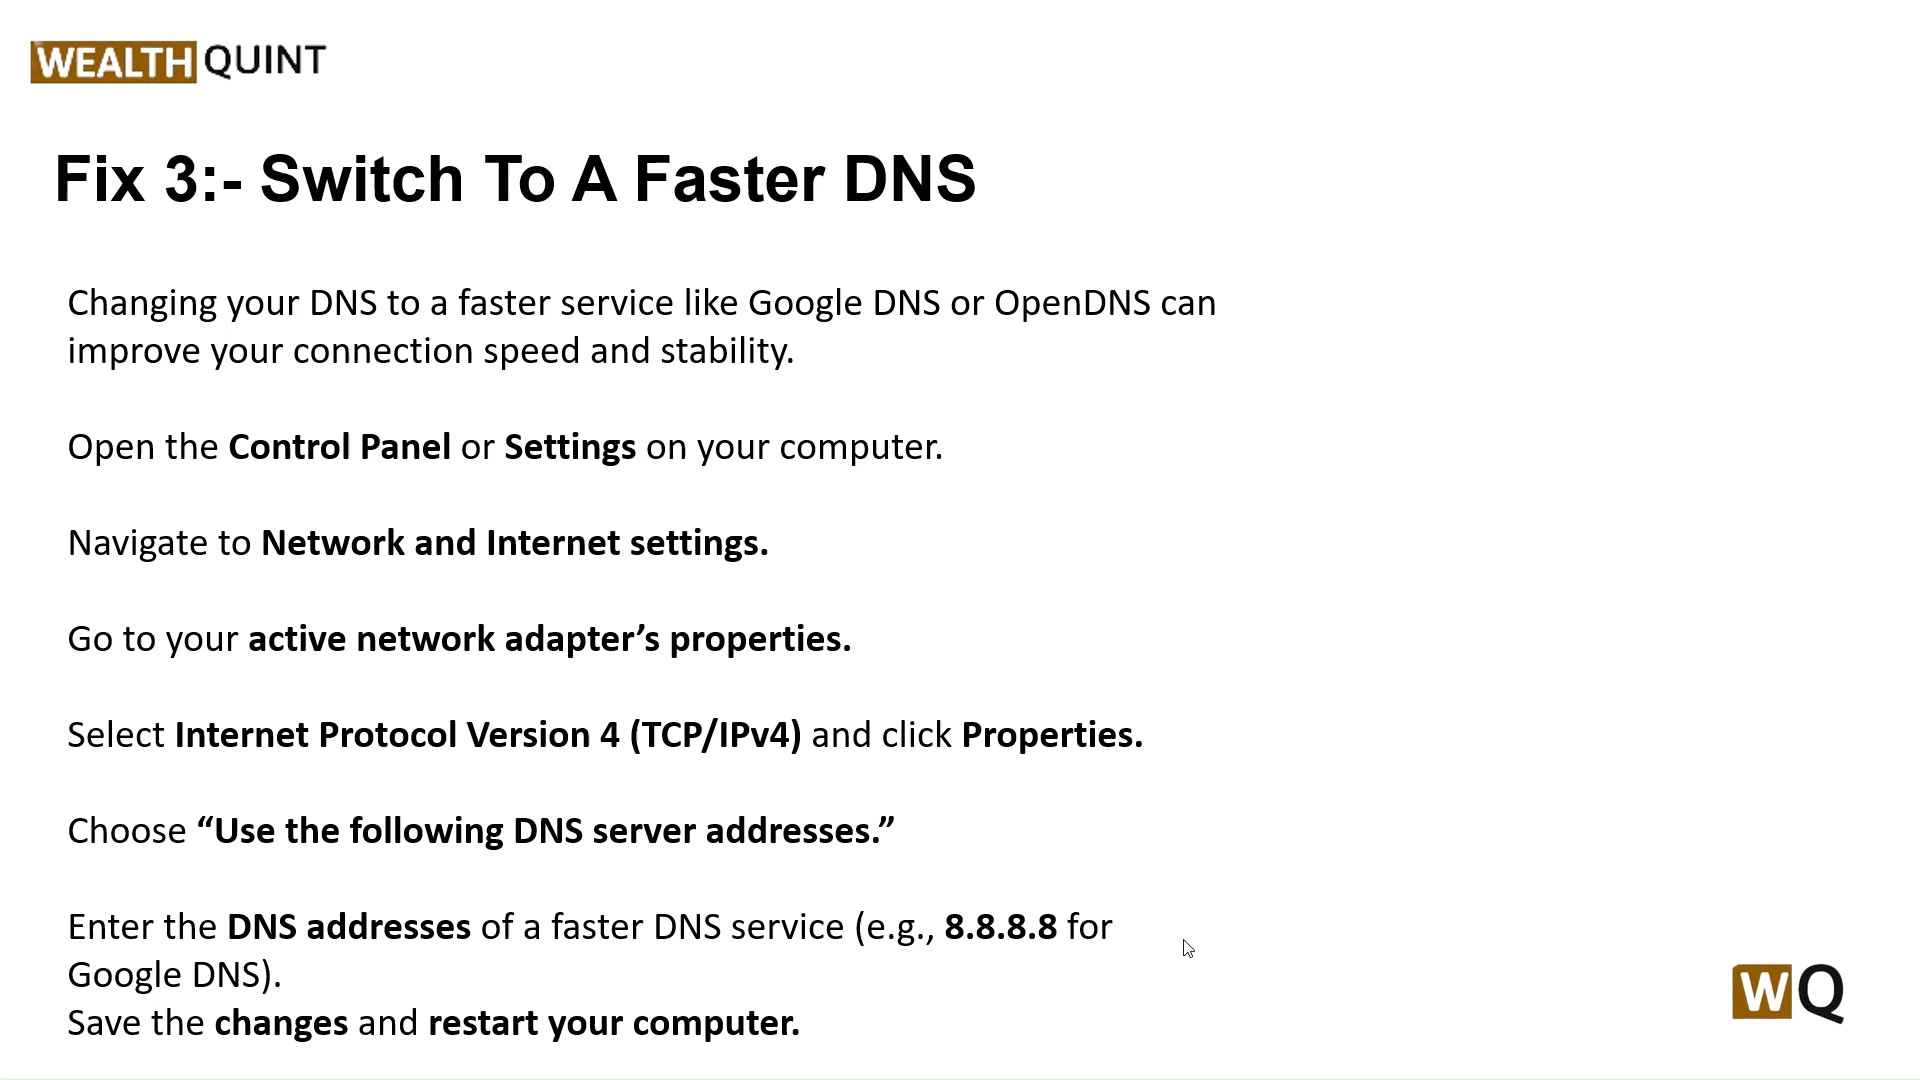 WEALTH QUINT
Fix 3:- Switch To A Faster DNS
Changing your DNS to a faster service like Google DNS or OpenDNS can
improve your connection speed and stability.
Open the Control Panel or Settings on your computer.
Navigate to Network and Internet settings.
Go to your active network adapter’s properties.
Select Internet Protocol Version 4 (TCP/IPv4) and click Properties.
Choose “Use the following DNS server addresses.”
Enter the DNS addresses of a faster DNS service (e.g., 8.8.8.8 for
Google DNS).
Save the changes and restart your computer.
WQ